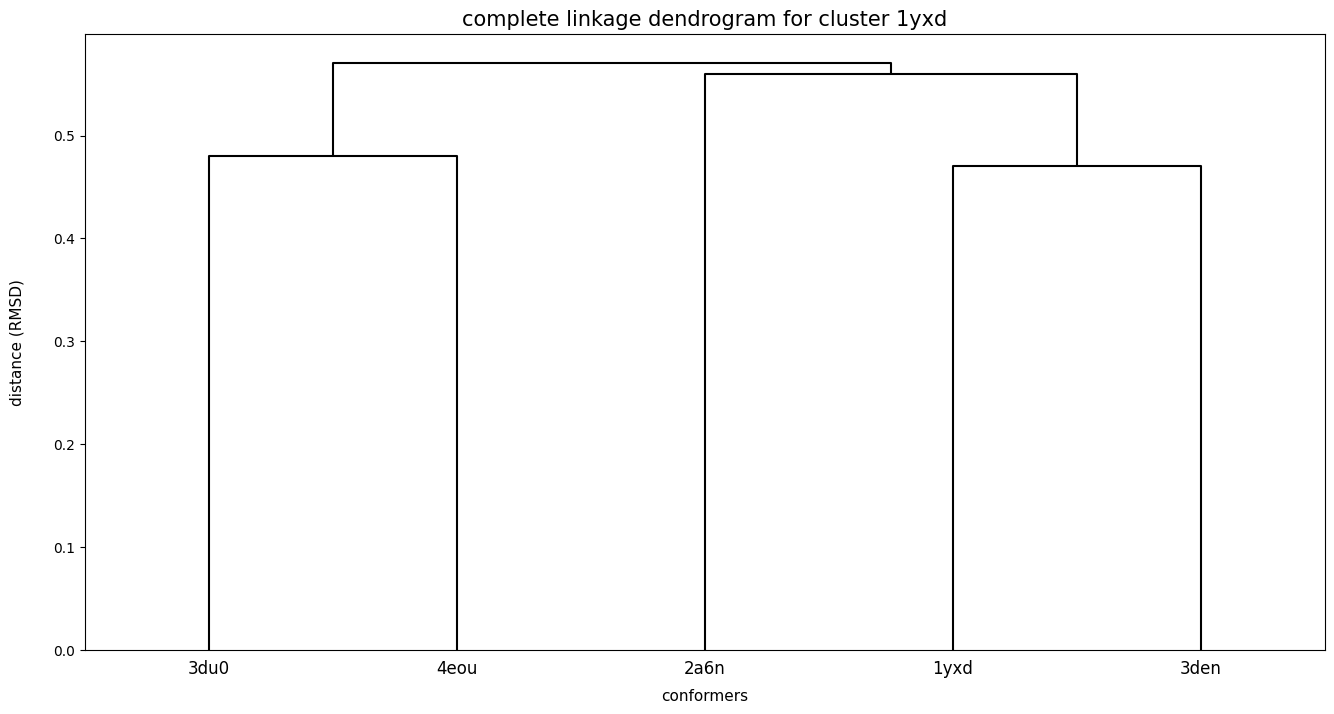 complete linkage dendrogram for cluster 1yxd
distance (RMSD)
0.5
0.4
0.3
0.2
0.1
0.0
3du0 4eou 2a6n 1yxd 3den
conformers